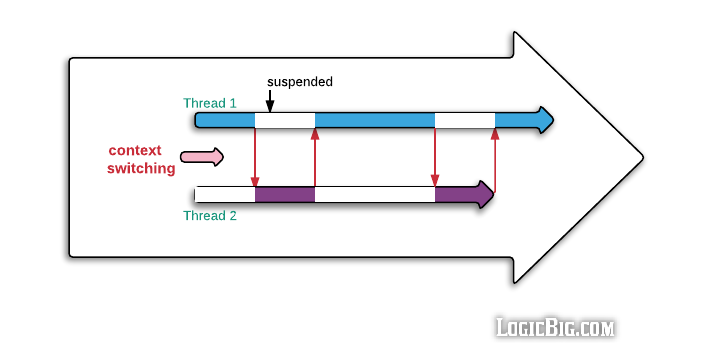 suspended
Thread 1
context
switching
Thread 2
LogicBig.com